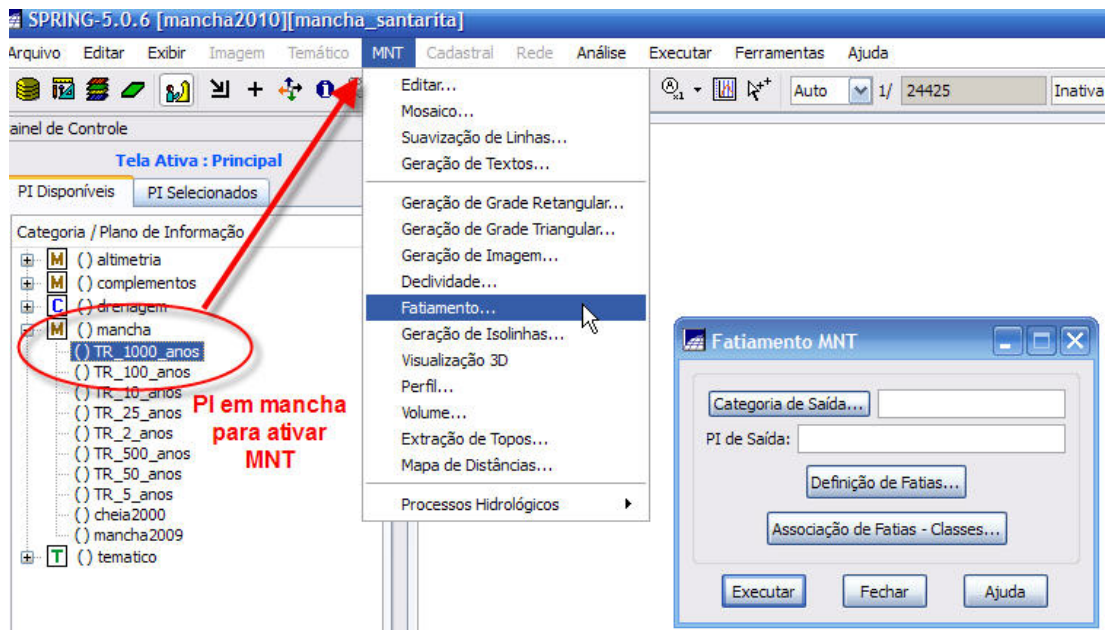 SPRING-5.0.6 [mancha2010][mancha_santarita]
Arquivo Editar Exibir Imagem Temático MNT Cadastral Rede Análise Executar Ferramentas Ajuda
Auto 1/ 24425 Inativa
ainel de Controle
Tela Ativa : Principal
PI Disponíveis PI Selecionados
Categoria / Plano de Informação
M () altimetria
M () complementos
C () drenagem
M () mancha
() TR_1000_anos
() TR_100_anos
() TR_10_anos
() TR_25_anos
() TR_2_anos
() TR_500_anos
() TR_50_anos
() TR_5_anos
() cheia2000
() mancha2009
T () tematico
PI em mancha
para ativar
MNT
Editar...
Mosaico...
Suavização de Linhas...
Geração de Textos...
Geração de Grade Retangular...
Geração de Grade Triangular...
Geração de Imagem...
Declividade...
Fatiamento...
Geração de Isolinhas...
Visualização 3D
Perfil...
Volume...
Extração de Topos...
Mapa de Distâncias...
Processos Hidrológicos
Fatiamento MNT
Categoria de Saída...
PI de Saída:
Definição de Fatias...
Associação de Fatias - Classes...
Executar Fechar Ajuda